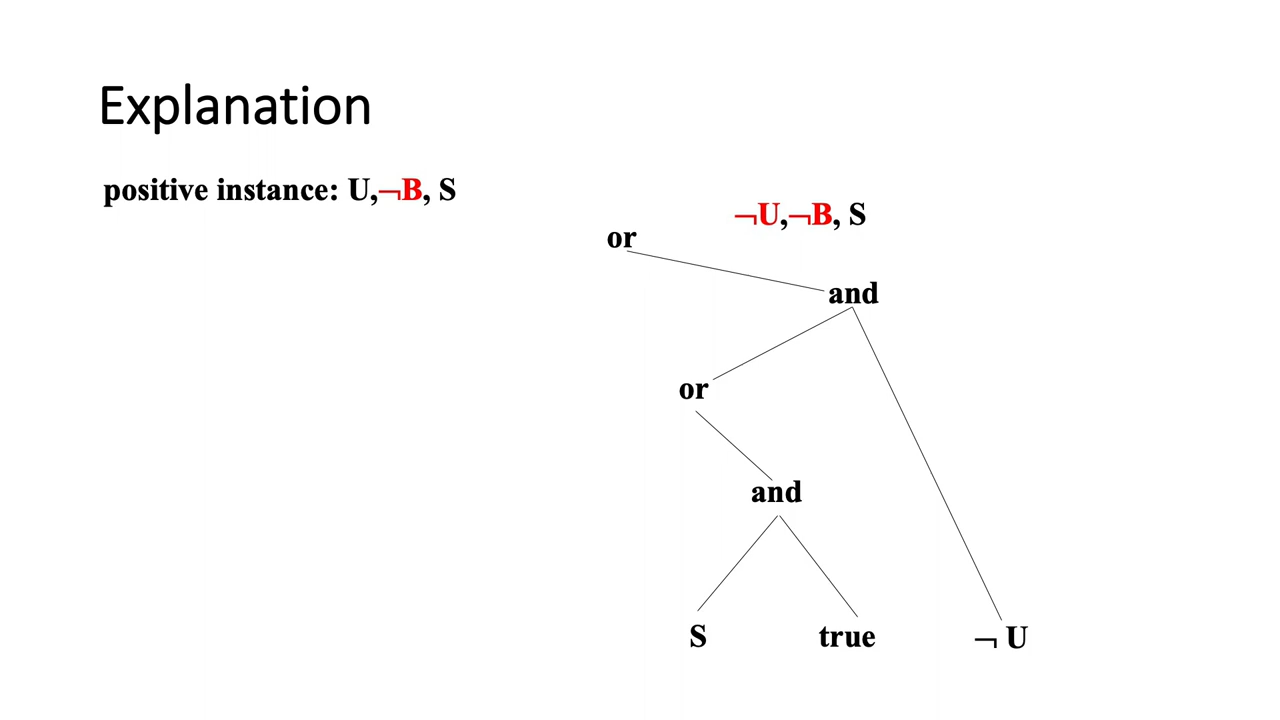 Explanation
positive instance: U,¬B, S
¬U,¬B, S
or
and
or
and
S
true
¬ U